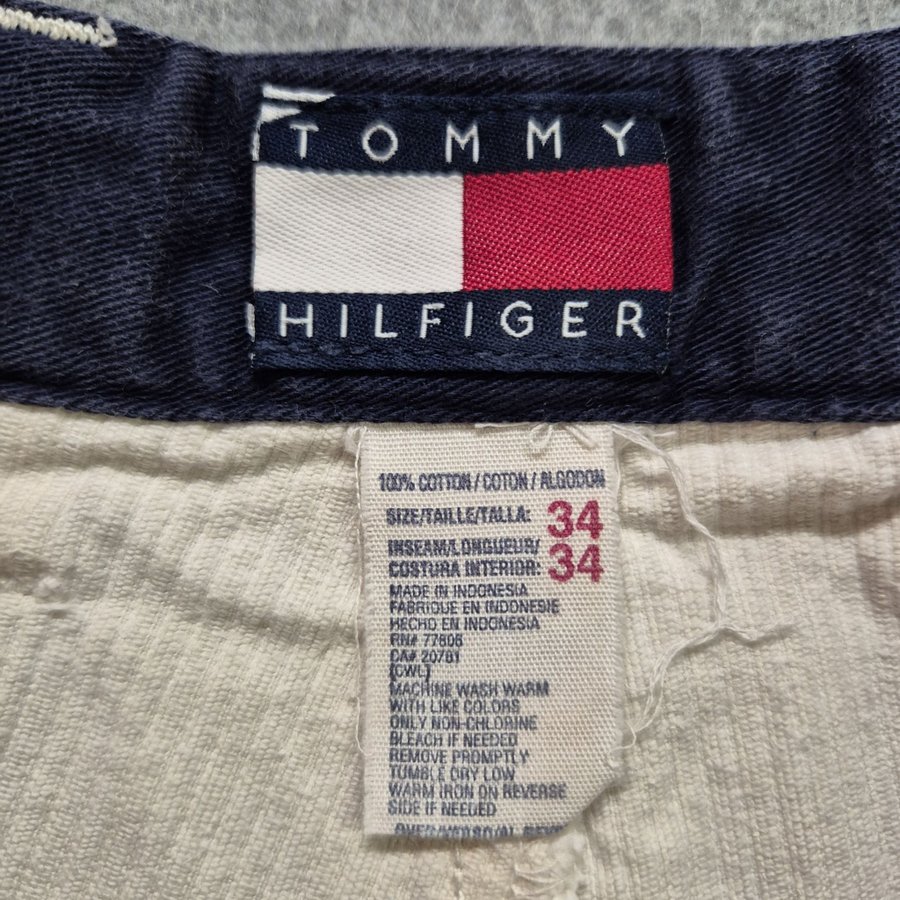 TOMMY
HILFIGER
100% COTTON / COTON / ALGODON
SIZE/TAILLE/TALLA: 34
INSEAM/LONGUEUR/
COSTURA INTERIOR: 34
MADE IN INDONESIA
FABRIQUE EN INDONESIE
HECHO EN INDONESIA
RN# 77806
CA# 20781
[CWL]
MACHINE WASH WARM
WITH LIKE COLORS
ONLY NON-CHLORINE
BLEACH IF NEEDED
REMOVE PROMPTLY
TUMBLE DRY LOW
WARM IRON ON REVERSE
SIDE IF NEEDED